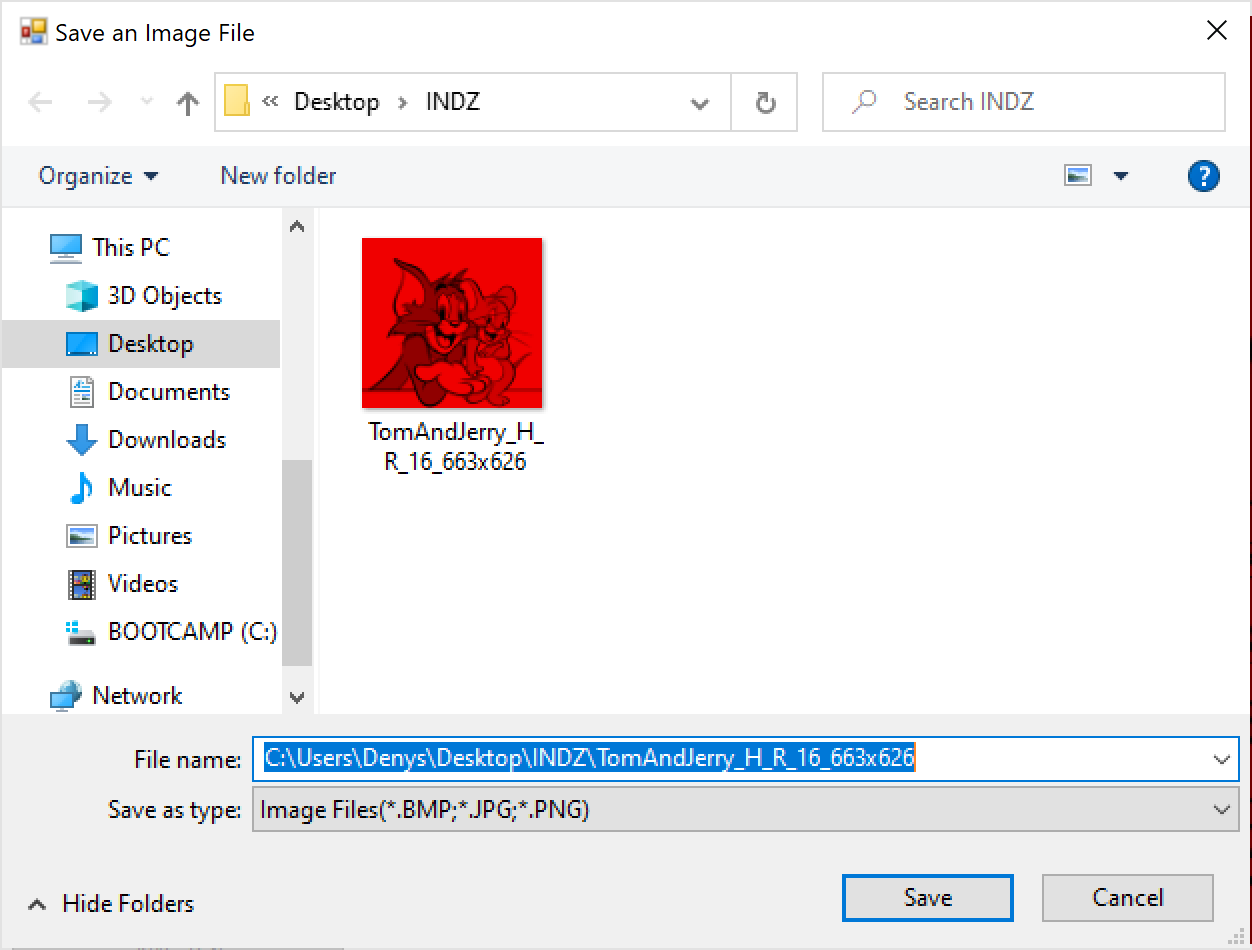 Save an Image File
« Desktop > INDZ
Search INDZ
Organize
New folder
?
This PC
3D Objects
Desktop
Documents
Downloads
Music
Pictures
Videos
BOOTCAMP (C:)
Network
TomAndJerry_H_
R_16_663x626
File name: C:\Users\Denys\Desktop\INDZ\TomAndJerry_H_R_16_663x626
Save as type: Image Files(*.BMP;*.JPG;*.PNG)
Hide Folders
Save
Cancel